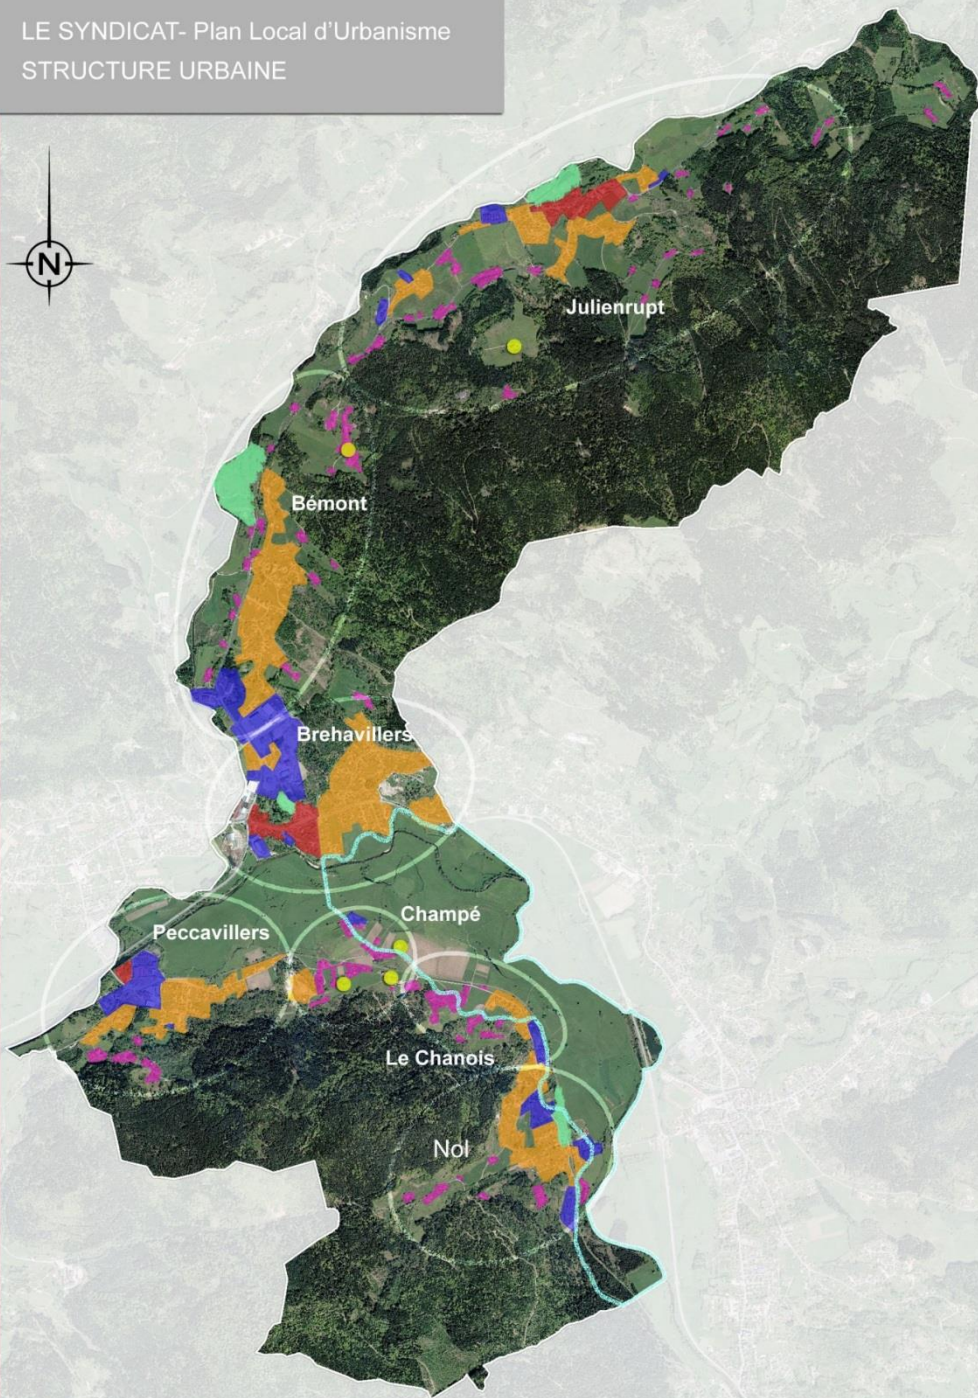 LE SYNDICAT- Plan Local d'Urbanisme
STRUCTURE URBAINE
N
Julienrupt
Bémont
Brehavillers
Champé
Peccavillers
Le Chanois
Nol